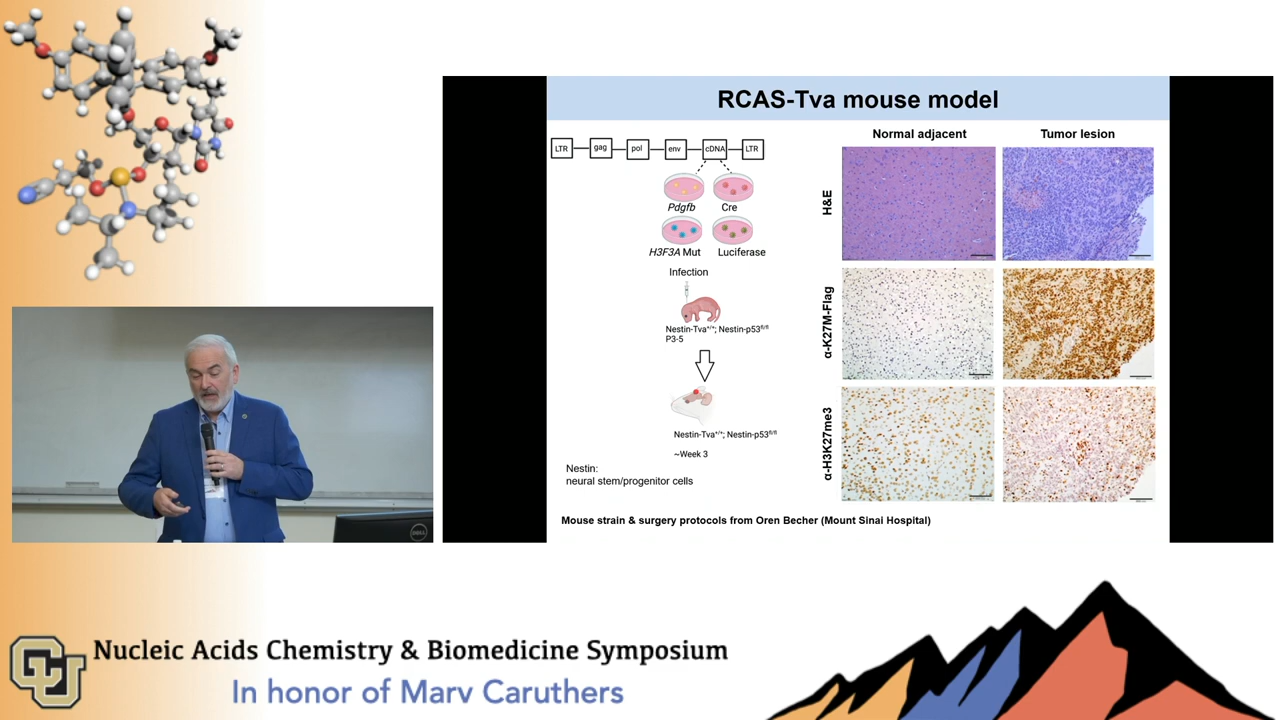 RCAS-Tva mouse model
LTR gag pol env cDNA LTR
Pdgfb Cre
H3F3A Mut Luciferase
Infection
Nestin-Tva+/+; Nestin-p53fl/fl
P3-5
Nestin-Tva+/+; Nestin-p53fl/fl
~Week 3
Nestin:
neural stem/progenitor cells
Normal adjacent Tumor lesion
H&E
α-K27M-Flag
α-H3K27me3
Mouse strain & surgery protocols from Oren Becher (Mount Sinai Hospital)
DELL
CU
Nucleic Acids Chemistry & Biomedicine Symposium
In honor of Marv Caruthers